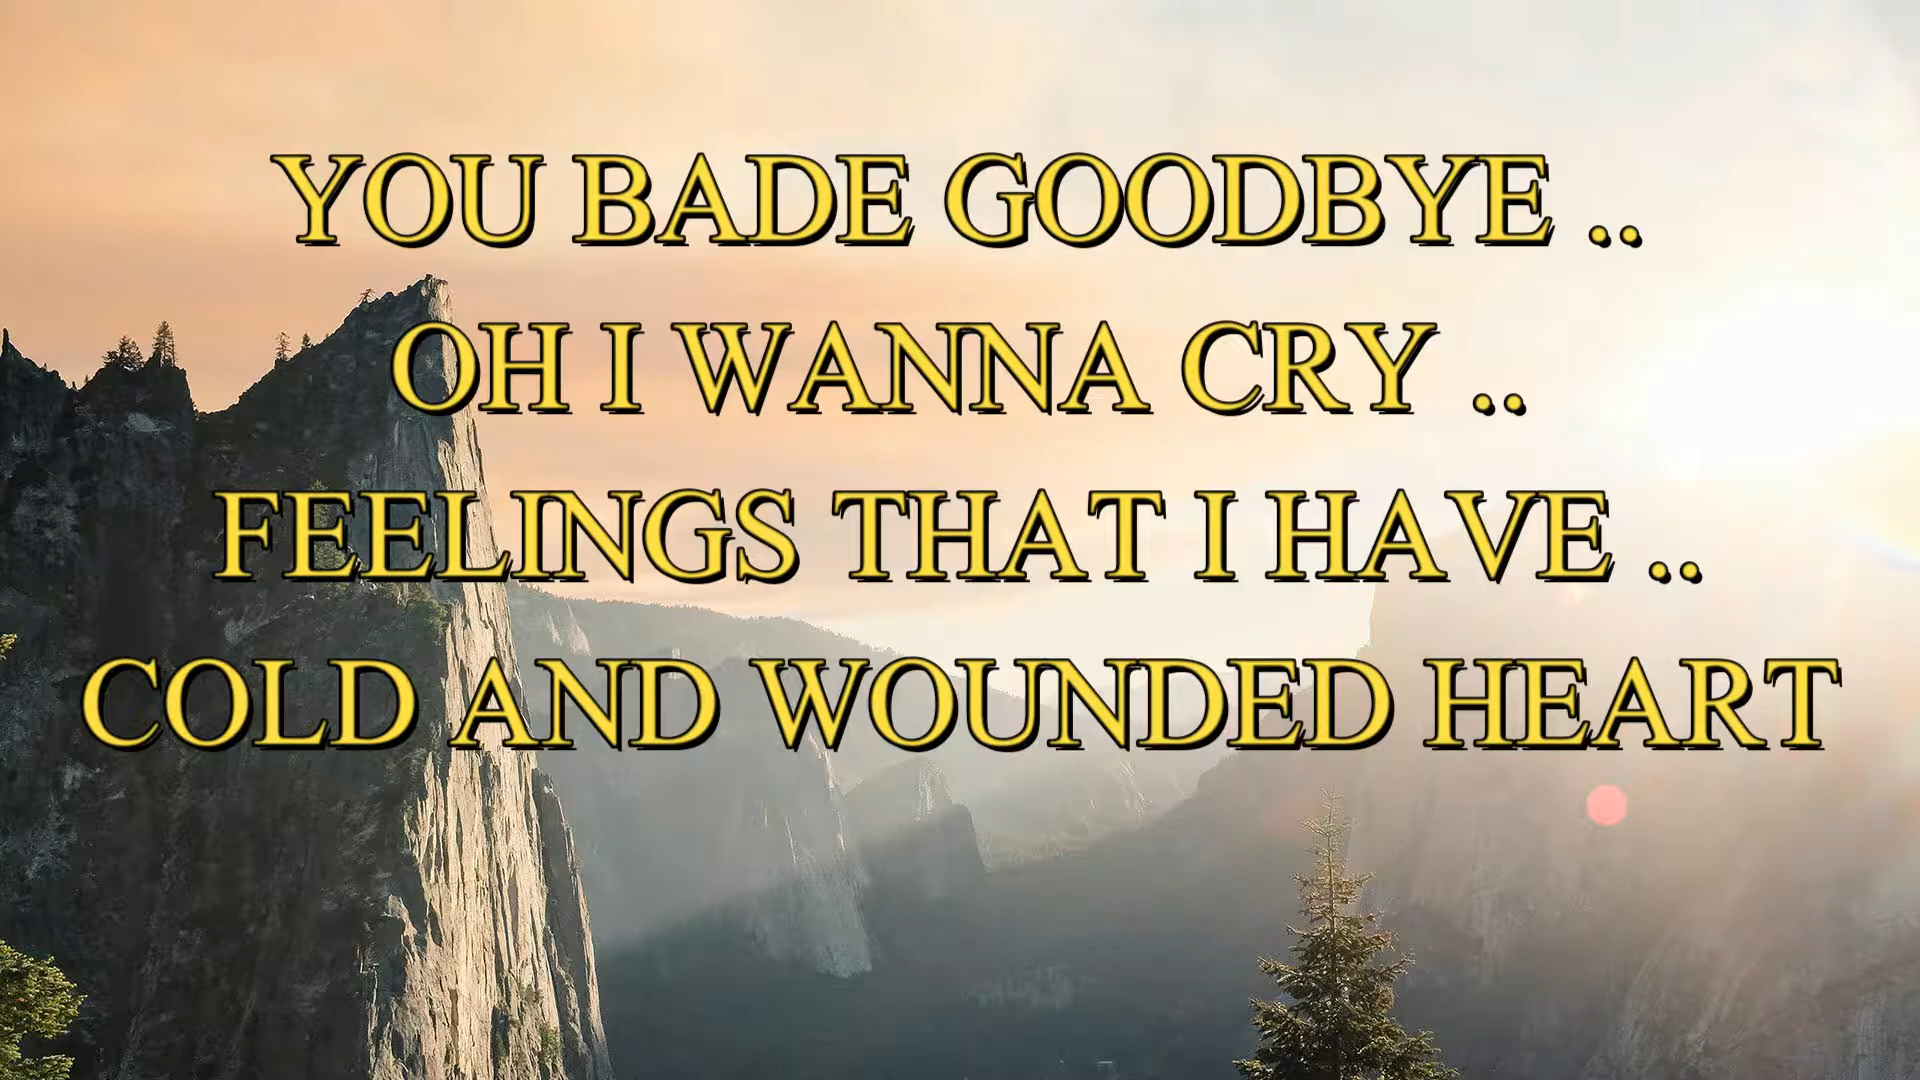 YOU BADE GOODBYE ..
OH I WANNA CRY ..
FEELINGS THAT I HAVE ..
COLD AND WOUNDED HEART